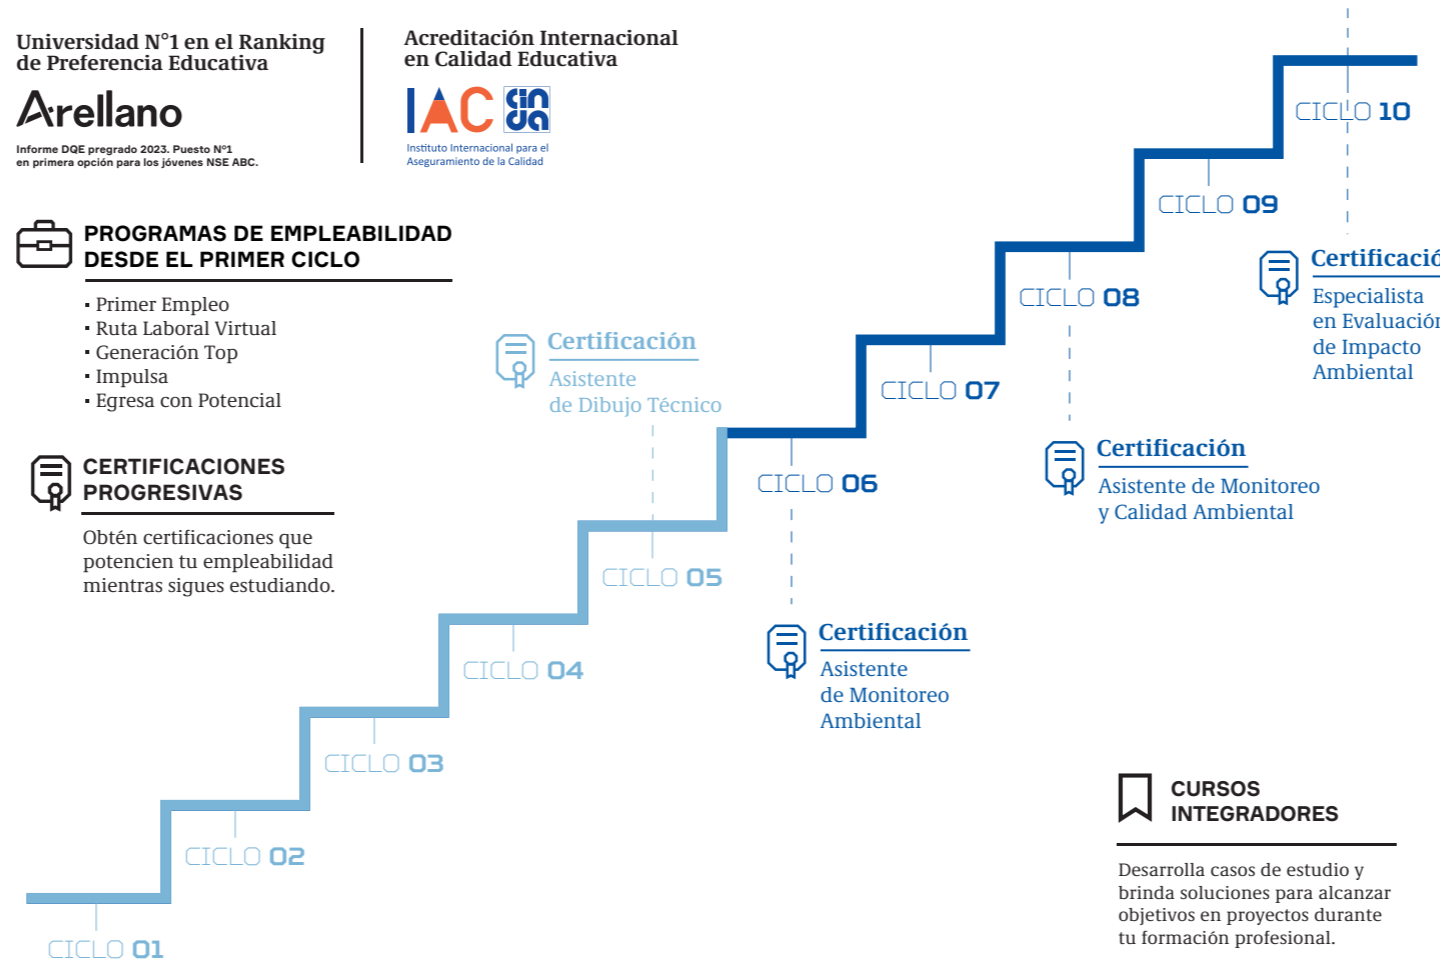 Universidad N°1 en el Ranking
de Preferencia Educativa
Arellano
Informe DQE pregrado 2023. Puesto N°1
en primera opción para los jóvenes NSE ABC.
Acreditación Internacional
en Calidad Educativa
IAC cinda
Instituto Internacional para el
Aseguramiento de la Calidad
PROGRAMAS DE EMPLEABILIDAD
DESDE EL PRIMER CICLO
▪ Primer Empleo
▪ Ruta Laboral Virtual
▪ Generación Top
▪ Impulsa
▪ Egresa con Potencial
CERTIFICACIONES
PROGRESIVAS
Obtén certificaciones que
potencien tu empleabilidad
mientras sigues estudiando.
CICLO 01
CICLO 02
CICLO 03
CICLO 04
Certificación
Asistente
de Dibujo Técnico
CICLO 05
CICLO 06
Certificación
Asistente
de Monitoreo
Ambiental
CICLO 07
CICLO 08
Certificación
Asistente de Monitoreo
y Calidad Ambiental
CICLO 09
CICLO 10
Certificació
Especialista
en Evaluación
de Impacto
Ambiental
CURSOS
INTEGRADORES
Desarrolla casos de estudio y
brinda soluciones para alcanzar
objetivos en proyectos durante
tu formación profesional.